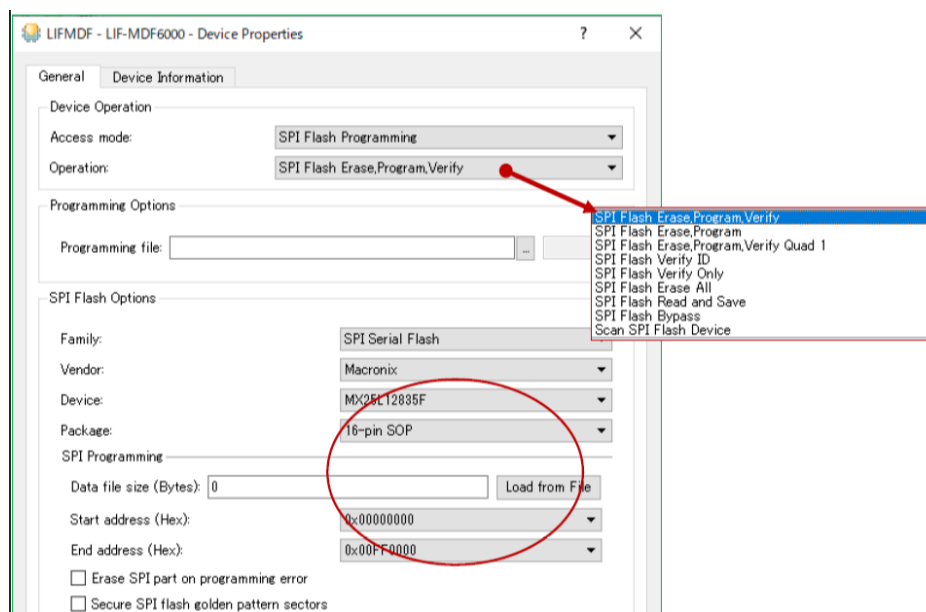 LIFMDF - LIF-MDF6000 - Device Properties
General Device Information
Device Operation
Access mode: SPI Flash Programming
Operation: SPI Flash Erase,Program,Verify
Programming Options
Programming file: ...
SPI Flash Erase,Program,Verify
SPI Flash Erase,Program
SPI Flash Erase,Program,Verify Quad 1
SPI Flash Verify ID
SPI Flash Verify Only
SPI Flash Erase All
SPI Flash Read and Save
SPI Flash Bypass
Scan SPI Flash Device
SPI Flash Options
Family: SPI Serial Flash
Vendor: Macronix
Device: MX25L12835F
Package: 16-pin SOP
SPI Programming
Data file size (Bytes): 0 Load from File
Start address (Hex): 0x00000000
End address (Hex): 0x00FF0000
Erase SPI part on programming error
Secure SPI flash golden pattern sectors